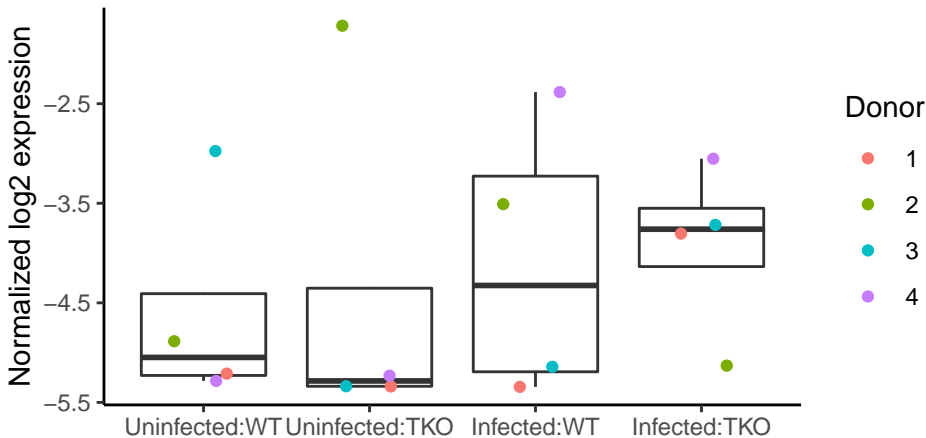 Normalized log2 expression
−2.5
−3.5
−4.5
−5.5
Uninfected:WT
Uninfected:TKO
Infected:WT
Infected:TKO
Donor
1
2
3
4